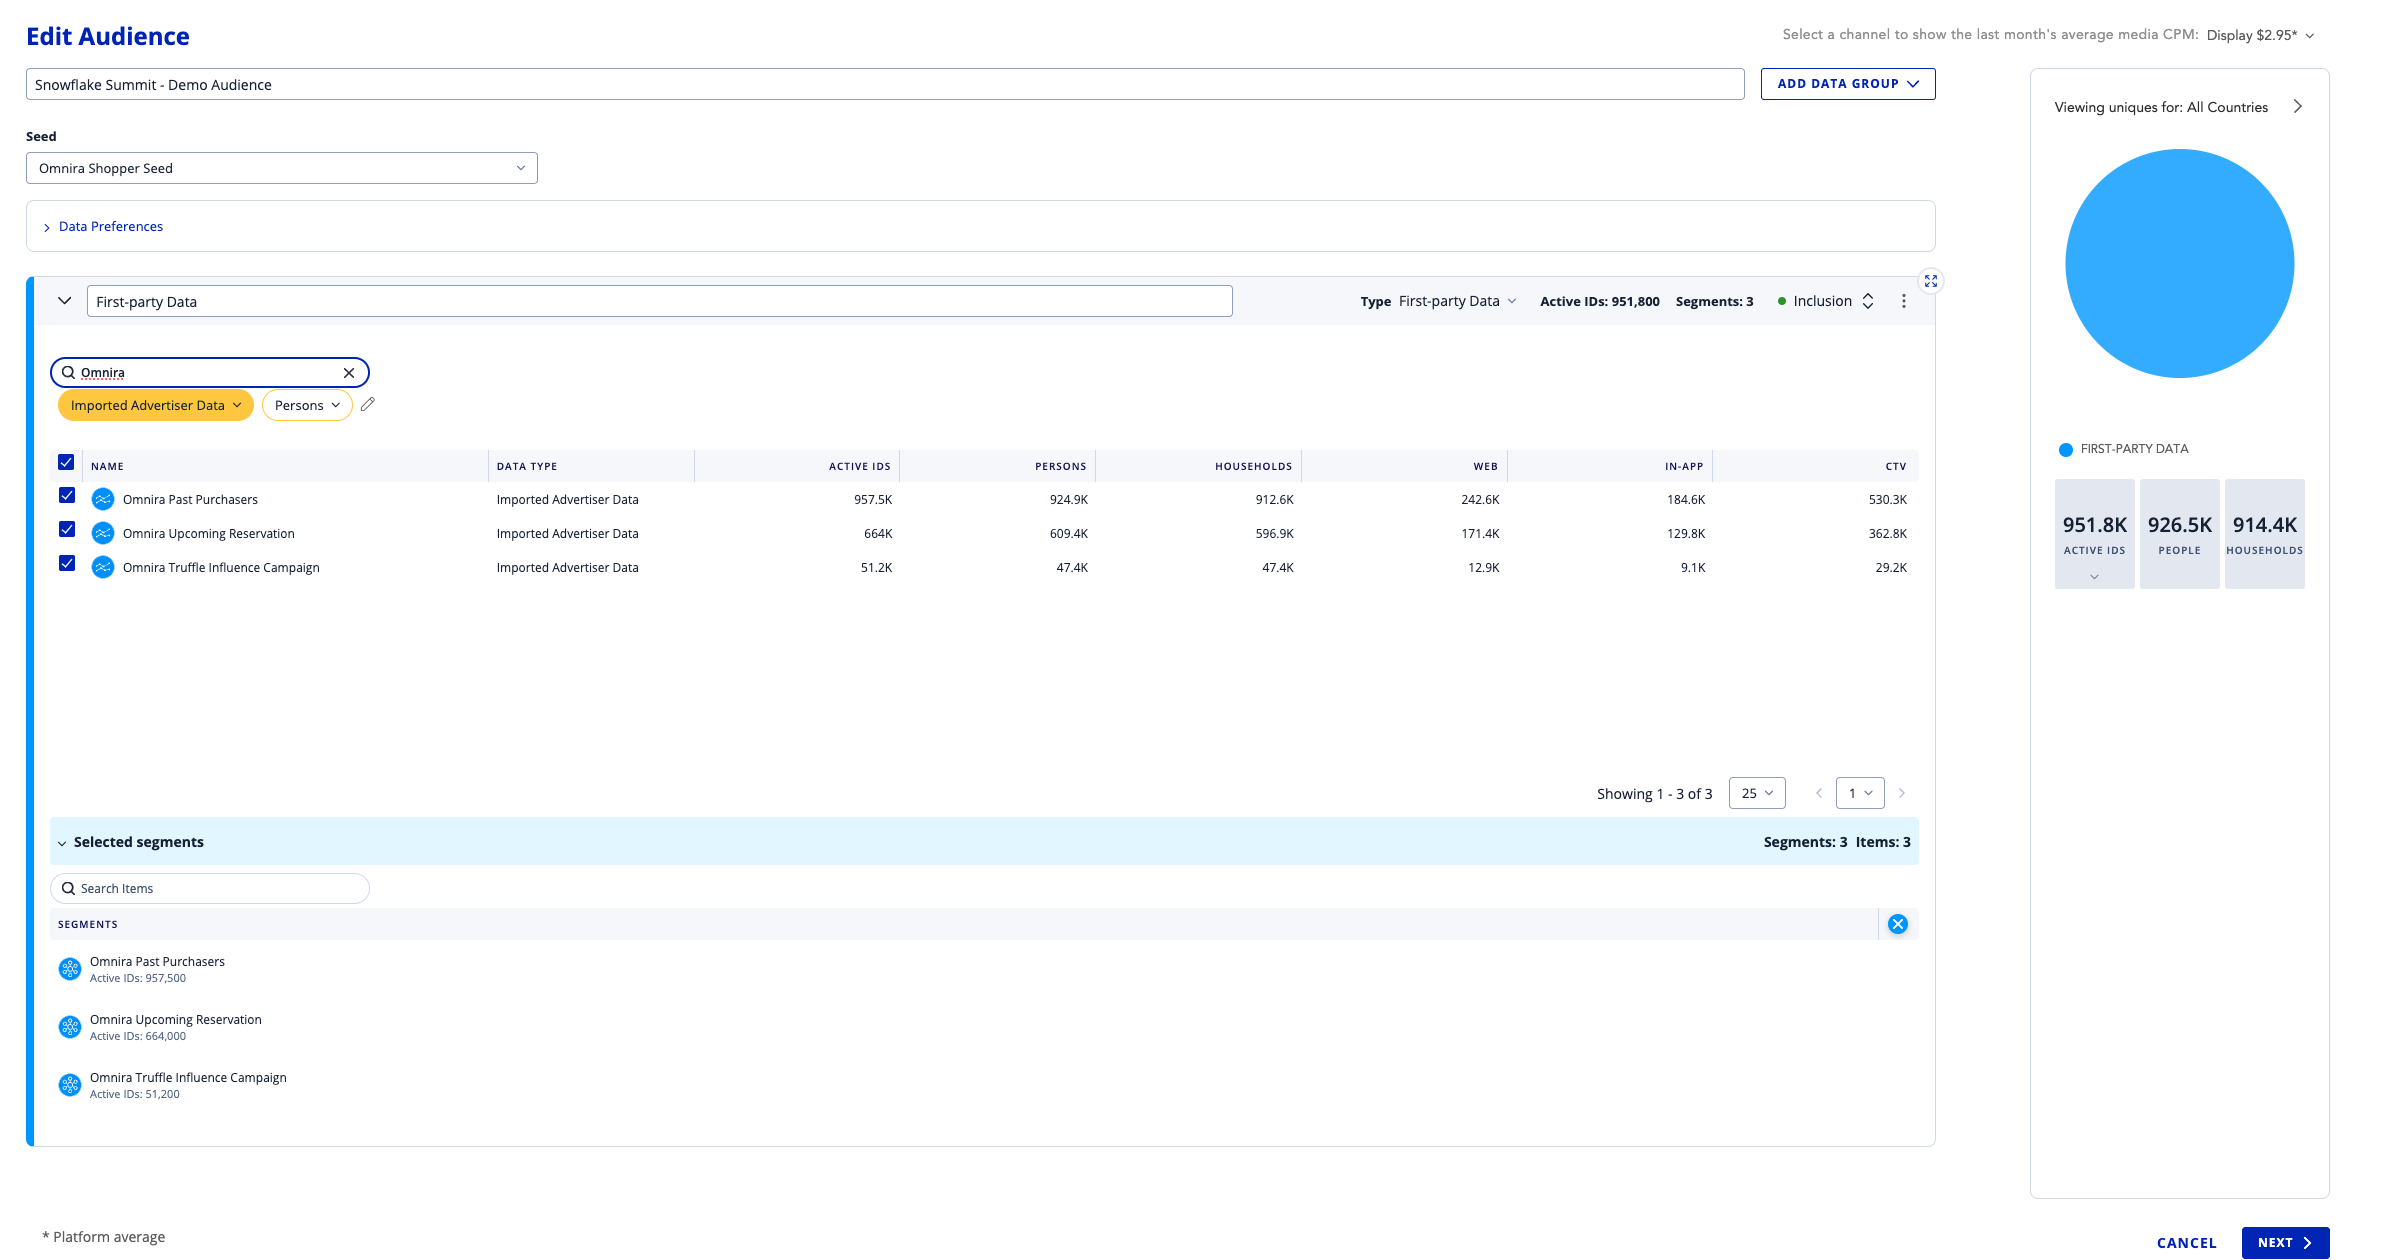 Edit Audience
Select a channel to show the last month's average media CPM: Display $2.95*
Snowflake Summit - Demo Audience
ADD DATA GROUP
Viewing uniques for: All Countries
Seed
Omnira Shopper Seed
Data Preferences
First-party Data
Type First-party Data Active IDs: 951,800 Segments: 3 Inclusion
Omnira
Imported Advertiser Data Persons
NAME DATA TYPE ACTIVE IDS PERSONS HOUSEHOLDS WEB IN-APP CTV
Omnira Past Purchasers Imported Advertiser Data 957.5K 924.9K 912.6K 242.6K 184.6K 530.3K
Omnira Upcoming Reservation Imported Advertiser Data 664K 609.4K 596.9K 171.4K 129.8K 362.8K
Omnira Truffle Influence Campaign Imported Advertiser Data 51.2K 47.4K 47.4K 12.9K 9.1K 29.2K
Showing 1 - 3 of 3 25 1
Selected segments Segments: 3 Items: 3
Search Items
SEGMENTS
Omnira Past Purchasers
Active IDs: 957,500
Omnira Upcoming Reservation
Active IDs: 664,000
Omnira Truffle Influence Campaign
Active IDs: 51,200
FIRST-PARTY DATA
951.8K 926.5K 914.4K
ACTIVE IDS PEOPLE HOUSEHOLDS
* Platform average
CANCEL NEXT